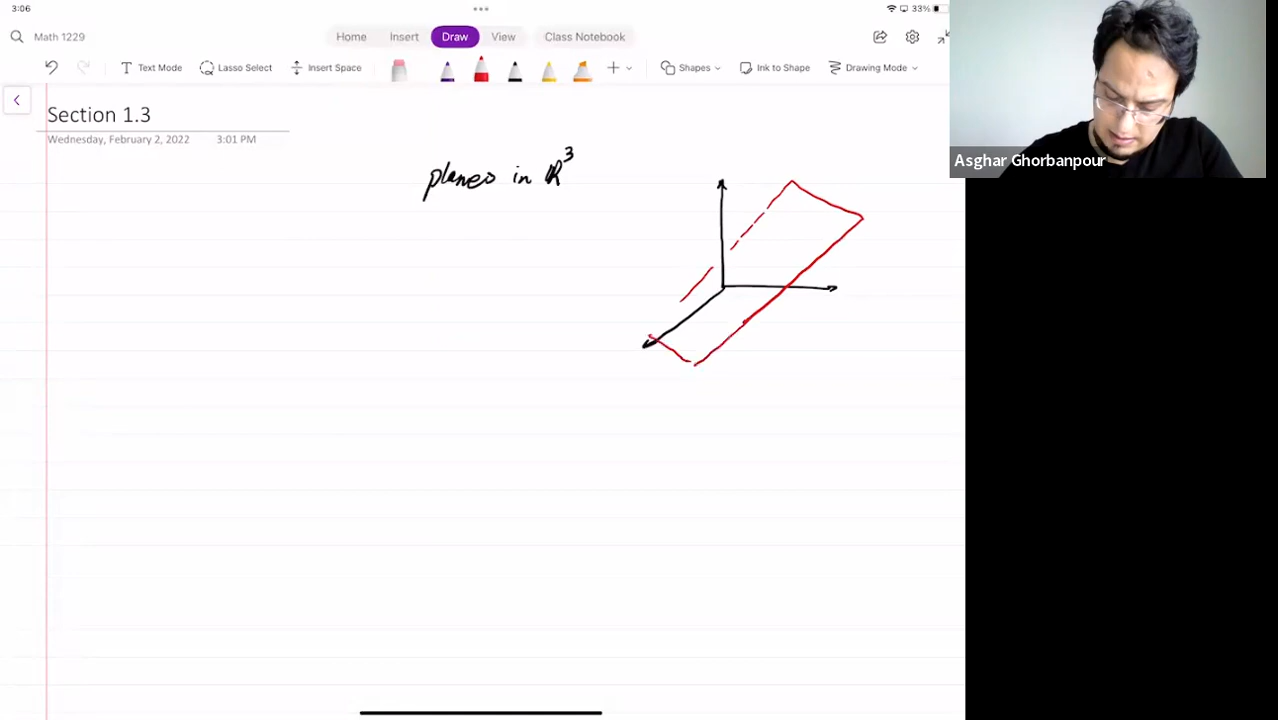 3:06
33%
Math 1229
Home Insert Draw View Class Notebook
Text Mode Lasso Select Insert Space Shapes Ink to Shape Drawing Mode
Section 1.3
Wednesday, February 2, 2022 3:01 PM
planes in ℝ³
Asghar Ghorbanpour